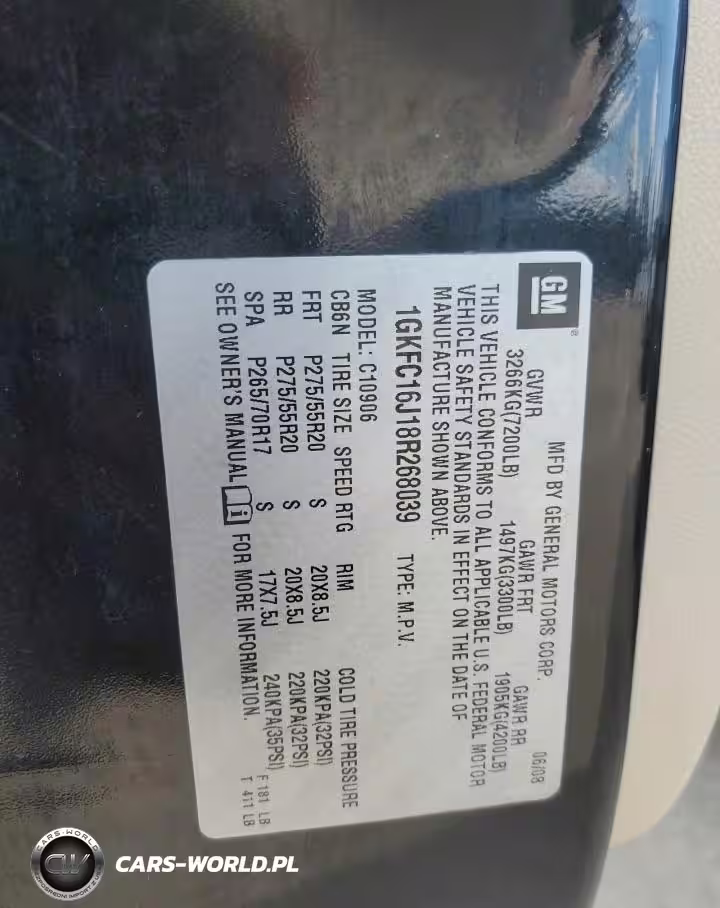 GM
MFD BY GENERAL MOTORS CORP. 06/08
GVWR GAWR FRT GAWR RR
3266KG(7200LB) 1497KG(3300LB) 1905KG(4200LB)
THIS VEHICLE CONFORMS TO ALL APPLICABLE U.S. FEDERAL MOTOR
VEHICLE SAFETY STANDARDS IN EFFECT ON THE DATE OF
MANUFACTURE SHOWN ABOVE.
1GKFC16J18R268039 TYPE: M.P.V.
MODEL: C10906
CB6N TIRE SIZE SPEED RTG RIM COLD TIRE PRESSURE
FRT P275/55R20 S 20X8.5J 220KPA(32PSI)
RR P275/55R20 S 20X8.5J 220KPA(32PSI)
SPA P265/70R17 S 17X7.5J 240KPA(35PSI) F 181 LB
SEE OWNER'S MANUAL i FOR MORE INFORMATION. T 411 LB
CARS-WORLD
CW
CARS-WORLD.PL